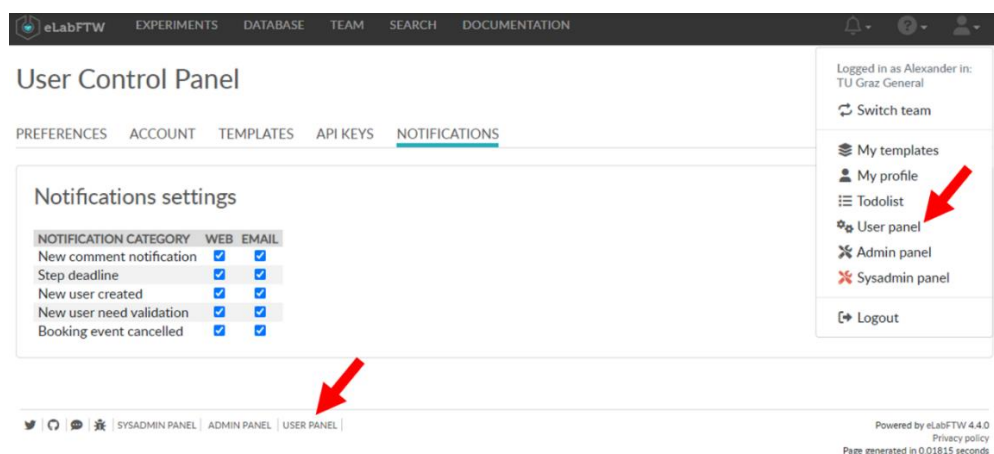 eLabFTW EXPERIMENTS DATABASE TEAM SEARCH DOCUMENTATION
User Control Panel
PREFERENCES ACCOUNT TEMPLATES API KEYS NOTIFICATIONS
Notifications settings
NOTIFICATION CATEGORY WEB EMAIL
New comment notification
Step deadline
New user created
New user need validation
Booking event cancelled
Logged in as Alexander in:
TU Graz General
Switch team
My templates
My profile
Todolist
User panel
Admin panel
Sysadmin panel
Logout
SYSADMIN PANEL | ADMIN PANEL | USER PANEL |
Powered by eLabFTW 4.4.0
Privacy policy
Page generated in 0.01815 seconds